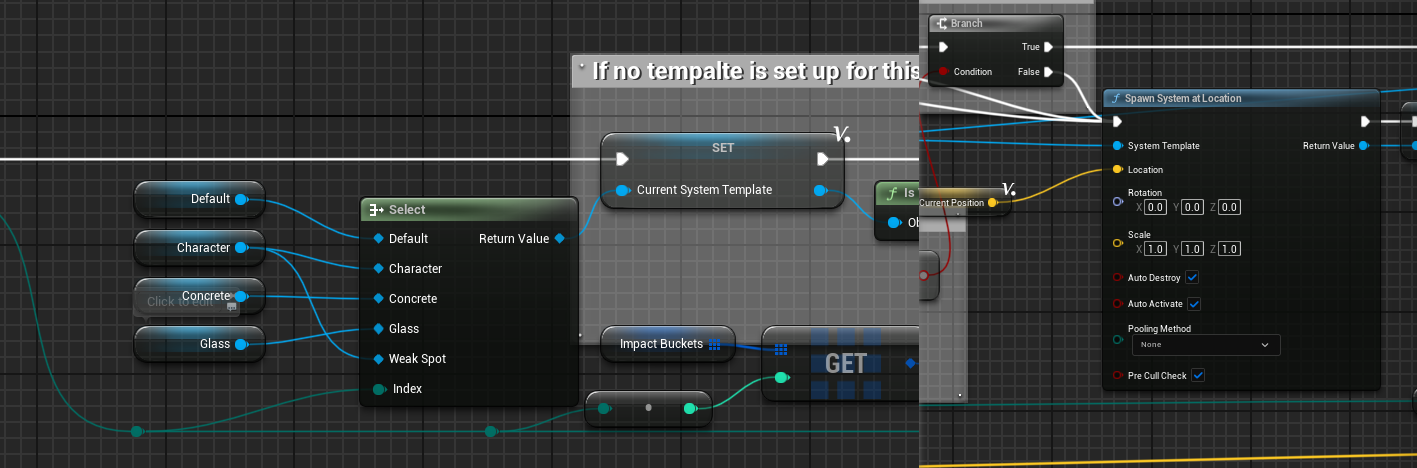 If no tempalte is set up for this
SET
Current System Template
Default
Character
Concrete
Click to edit
Glass
Select
Default
Return Value
Character
Concrete
Glass
Weak Spot
Index
f Is
Impact Buckets
GET
Branch
True
Condition
False
f Spawn System at Location
System Template
Return Value
Location
Current Position
Rotation
X 0.0 Y 0.0 Z 0.0
Scale
X 1.0 Y 1.0 Z 1.0
Auto Destroy
Auto Activate
Pooling Method
None
Pre Cull Check